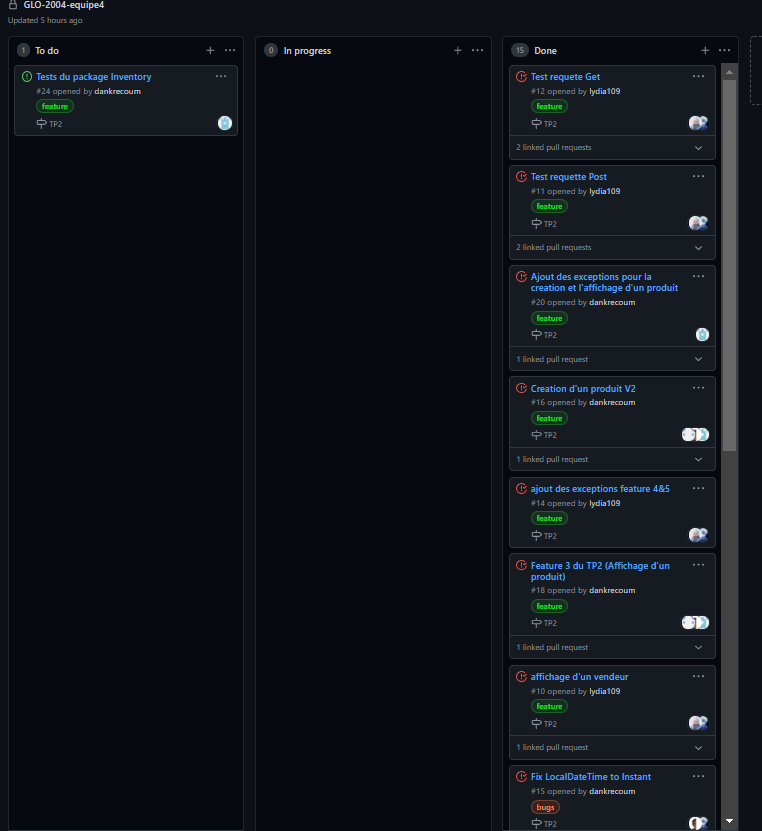 GLO-2004-equipe4
Updated 5 hours ago
1 To do
Tests du package Inventory
#24 opened by dankrecoum
feature
TP2
0 In progress
15 Done
Test requete Get
#12 opened by lydia109
feature
TP2
2 linked pull requests
Test requette Post
#11 opened by lydia109
feature
TP2
2 linked pull requests
Ajout des exceptions pour la
creation et l'affichage d'un produit
#20 opened by dankrecoum
feature
TP2
1 linked pull request
Creation d'un produit V2
#16 opened by dankrecoum
feature
TP2
1 linked pull request
ajout des exceptions feature 4&5
#14 opened by lydia109
feature
TP2
Feature 3 du TP2 (Affichage d'un
produit)
#18 opened by dankrecoum
feature
TP2
1 linked pull request
affichage d'un vendeur
#10 opened by lydia109
feature
TP2
1 linked pull request
Fix LocalDateTime to Instant
#15 opened by dankrecoum
bugs
TP2